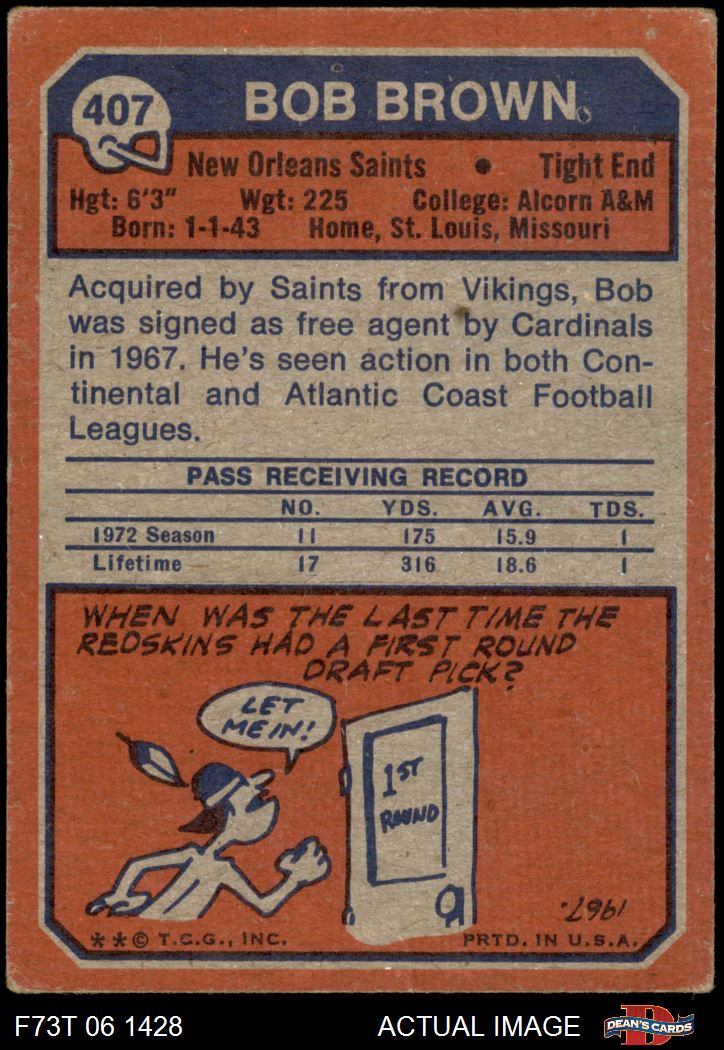 407
BOB BROWN
New Orleans Saints • Tight End
Hgt: 6'3" Wgt: 225 College: Alcorn A&M
Born: 1-1-43 Home, St. Louis, Missouri
Acquired by Saints from Vikings, Bob
was signed as free agent by Cardinals
in 1967. He's seen action in both Con-
tinental and Atlantic Coast Football
Leagues.
PASS RECEIVING RECORD
NO. YDS. AVG. TDS.
1972 Season 11 175 15.9 1
Lifetime 17 316 18.6 1
WHEN WAS THE LAST TIME THE
REDSKINS HAD A FIRST ROUND
DRAFT PICK?
LET
ME IN!
1ST
ROUND
1967.
** © T.C.G., INC. PRTD. IN U.S.A.
F73T 06 1428 ACTUAL IMAGE
D
DEAN'S CARDS